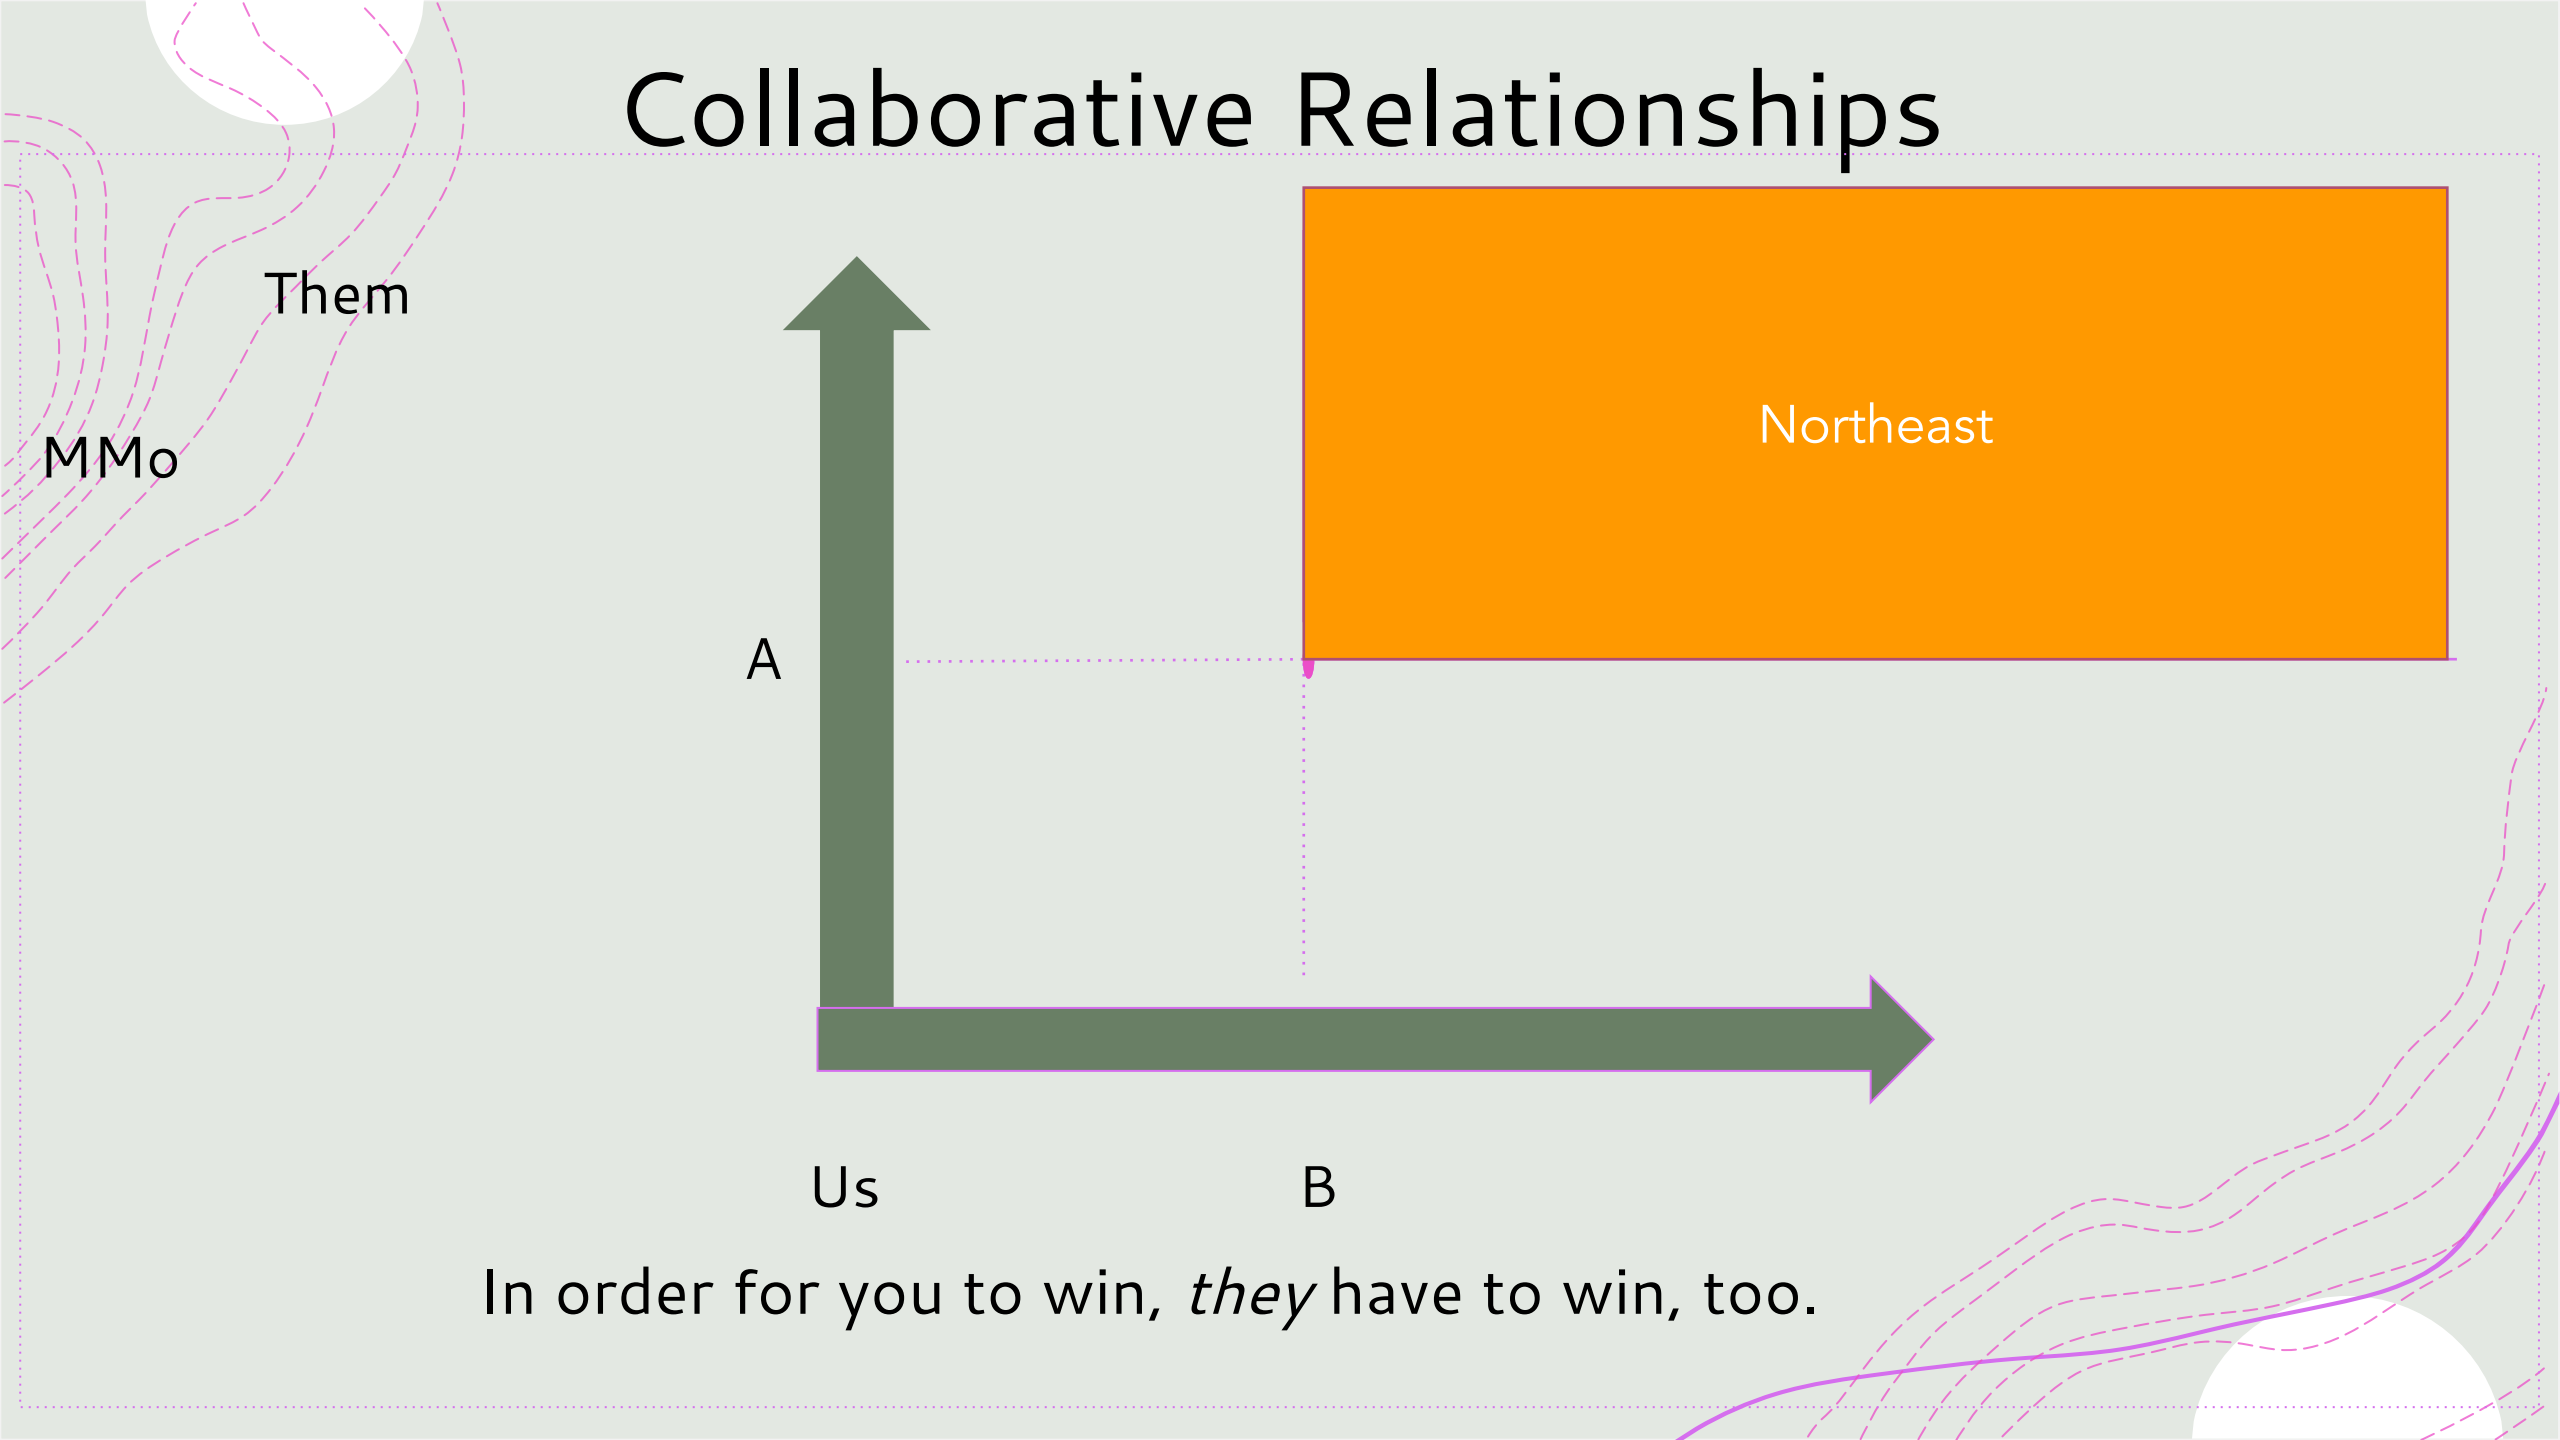 Collaborative Relationships
Them
Northeast
MMo
A
Us
B
In order for you to win, they have to win, too.